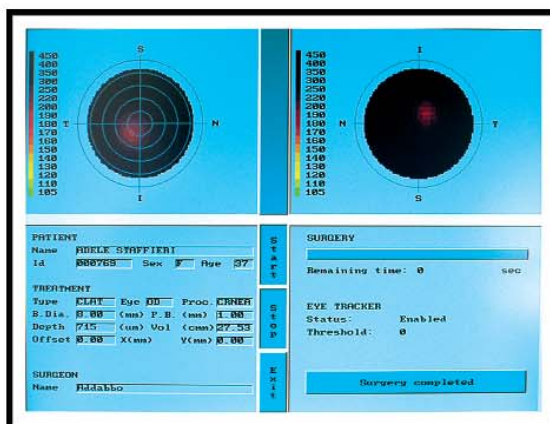 S
450
400
350
300
250
220
200
190
180
170
160
150
140
130
120
110
105
T
N
I
I
450
400
350
300
250
220
200
190
180
170
160
150
140
130
120
110
105
N
T
S
PATIENT
Name ADELE STAFFIERI
Id 000769 Sex F Age 37
TREATMENT
Type CLAT Eye OD Proc. CRNEA
B.Dia. 8.00 (mm) P.B. (mm) 1.00
Depth 715 (um) Vol (cmm) 27.53
Offset 0.00 X(mm) Y(mm) 0.00
SURGEON
Name Addabbo
Start
Stop
Exit
SURGERY
Remaining time: 0 sec
EYE TRACKER
Status: Enabled
Threshold: 0
Surgery completed